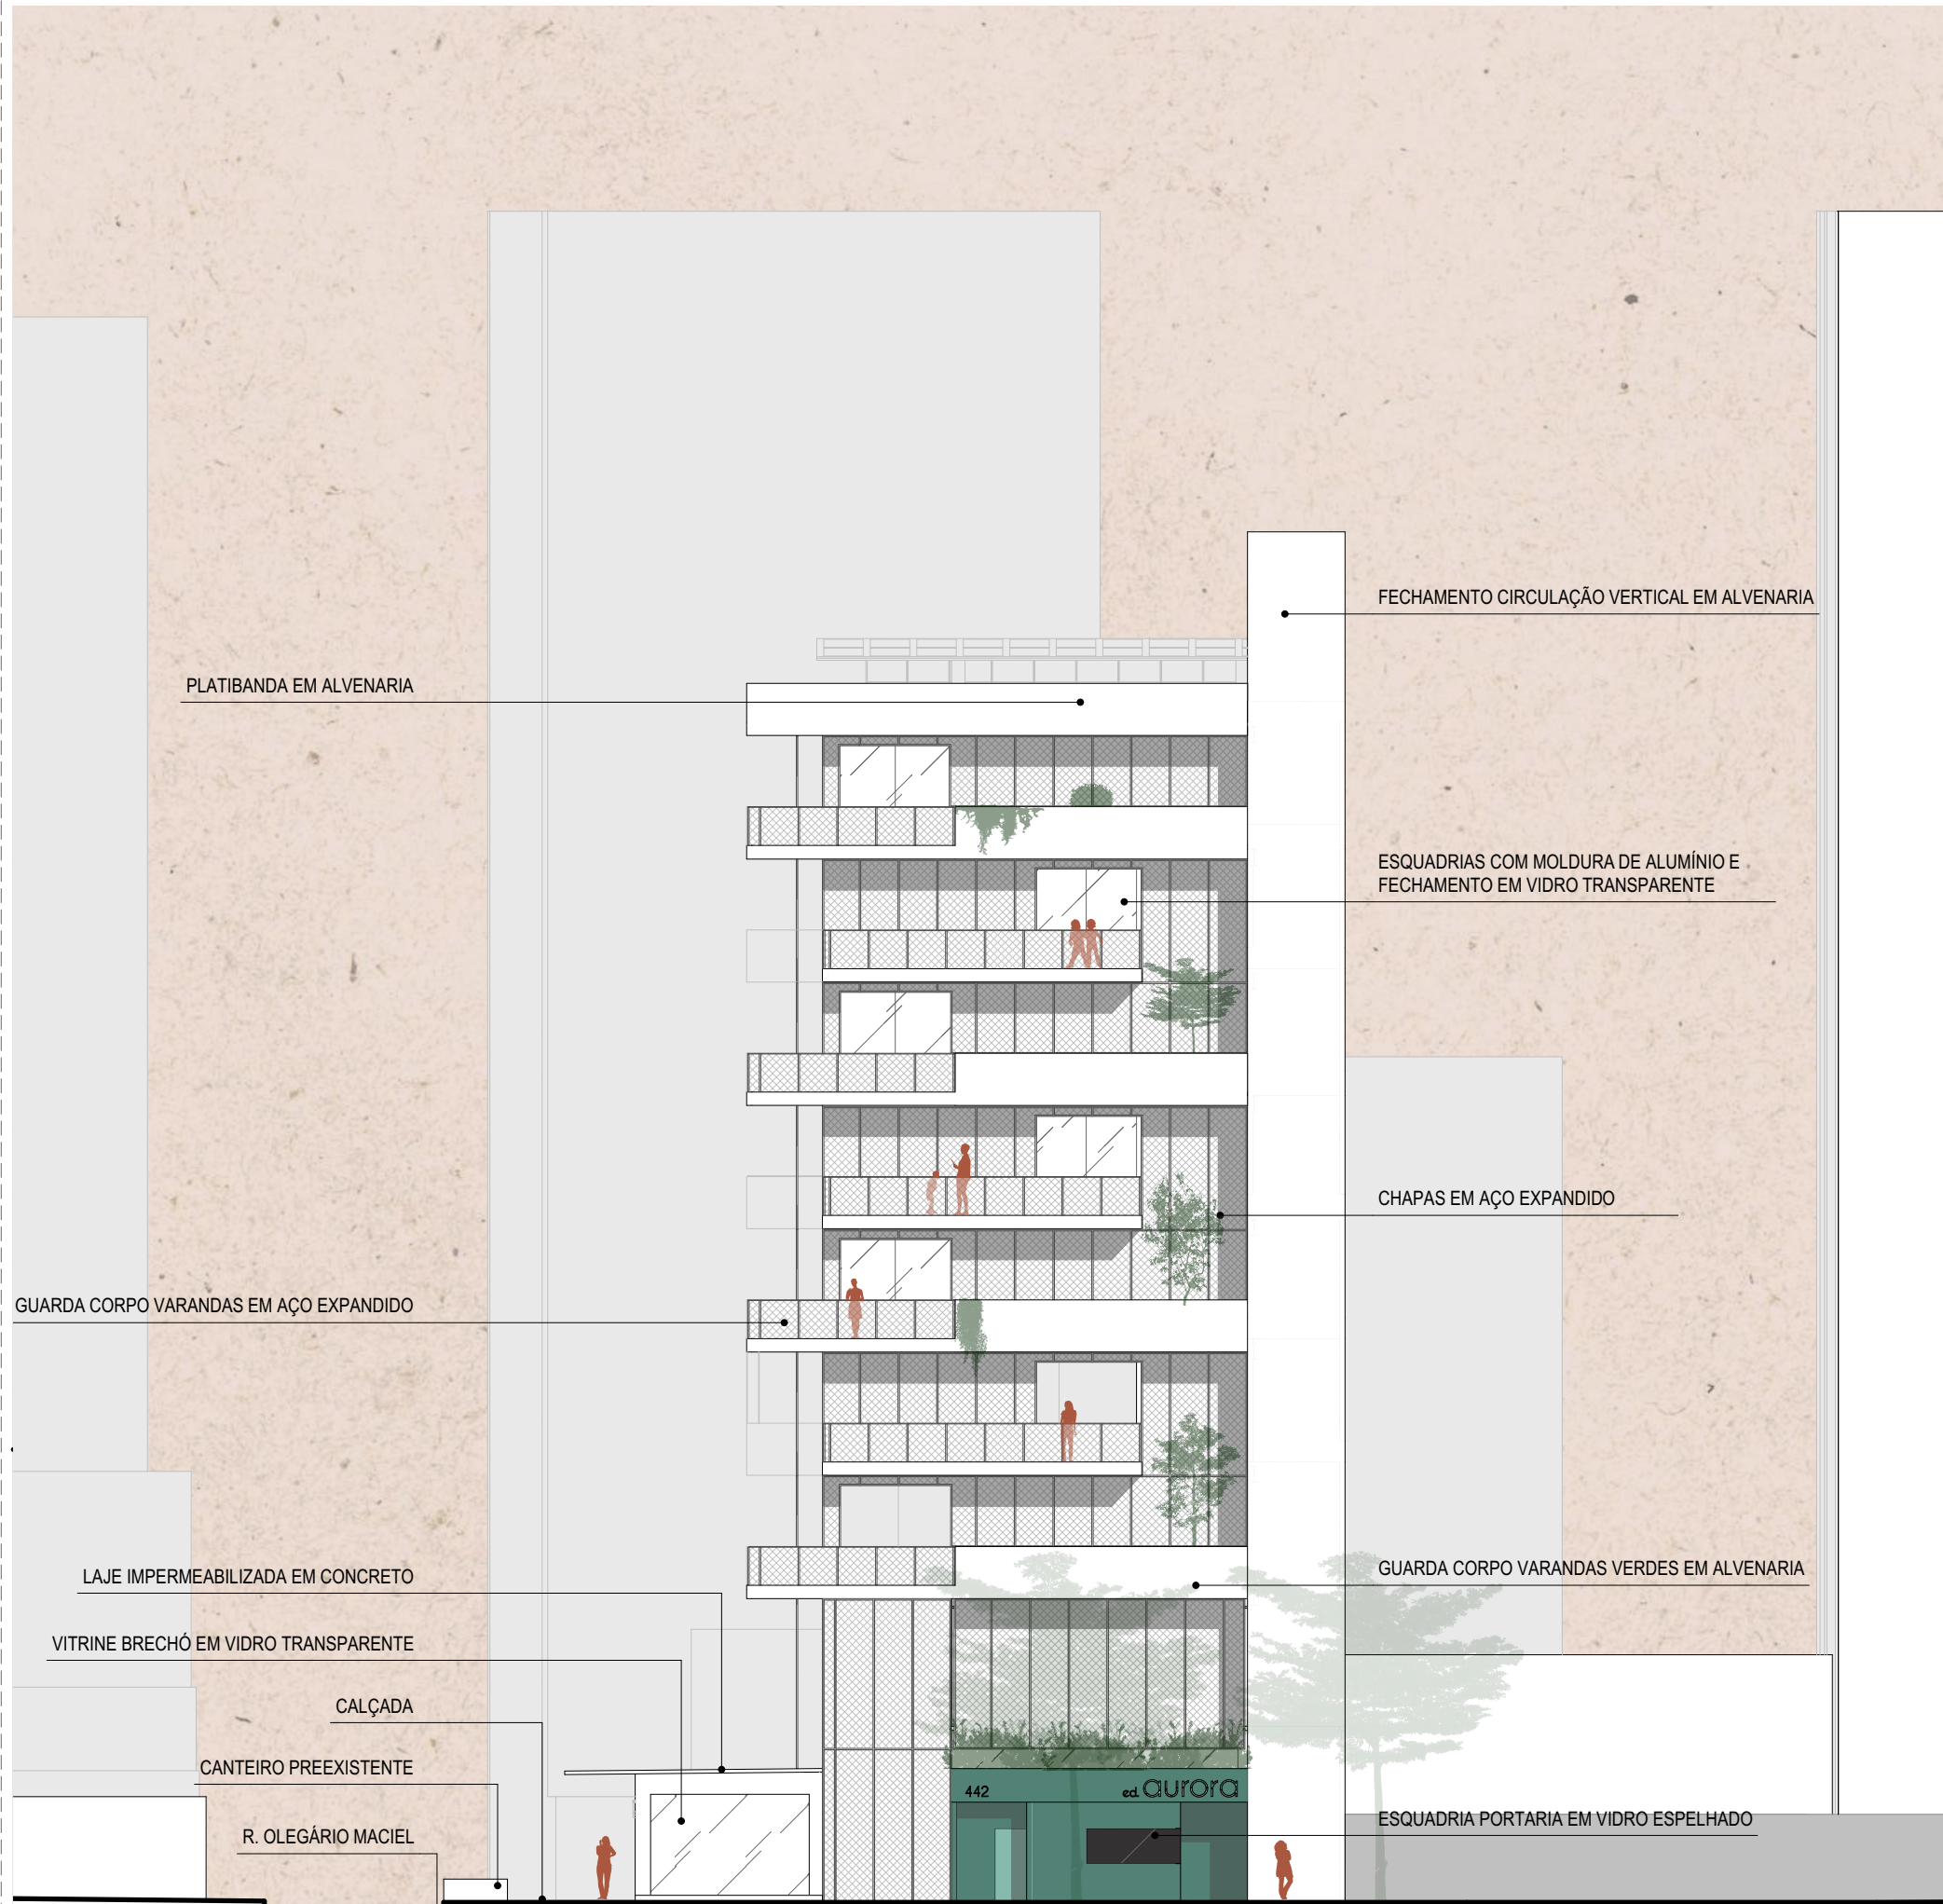 FECHAMENTO CIRCULAÇÃO VERTICAL EM ALVENARIA
PLATIBANDA EM ALVENARIA
ESQUADRIAS COM MOLDURA DE ALUMÍNIO E
FECHAMENTO EM VIDRO TRANSPARENTE
CHAPAS EM AÇO EXPANDIDO
GUARDA CORPO VARANDAS EM AÇO EXPANDIDO
GUARDA CORPO VARANDAS VERDES EM ALVENARIA
LAJE IMPERMEABILIZADA EM CONCRETO
VITRINE BRECHÓ EM VIDRO TRANSPARENTE
CALÇADA
CANTEIRO PREEXISTENTE
442 ed. aurora
ESQUADRIA PORTARIA EM VIDRO ESPELHADO
R. OLEGÁRIO MACIEL